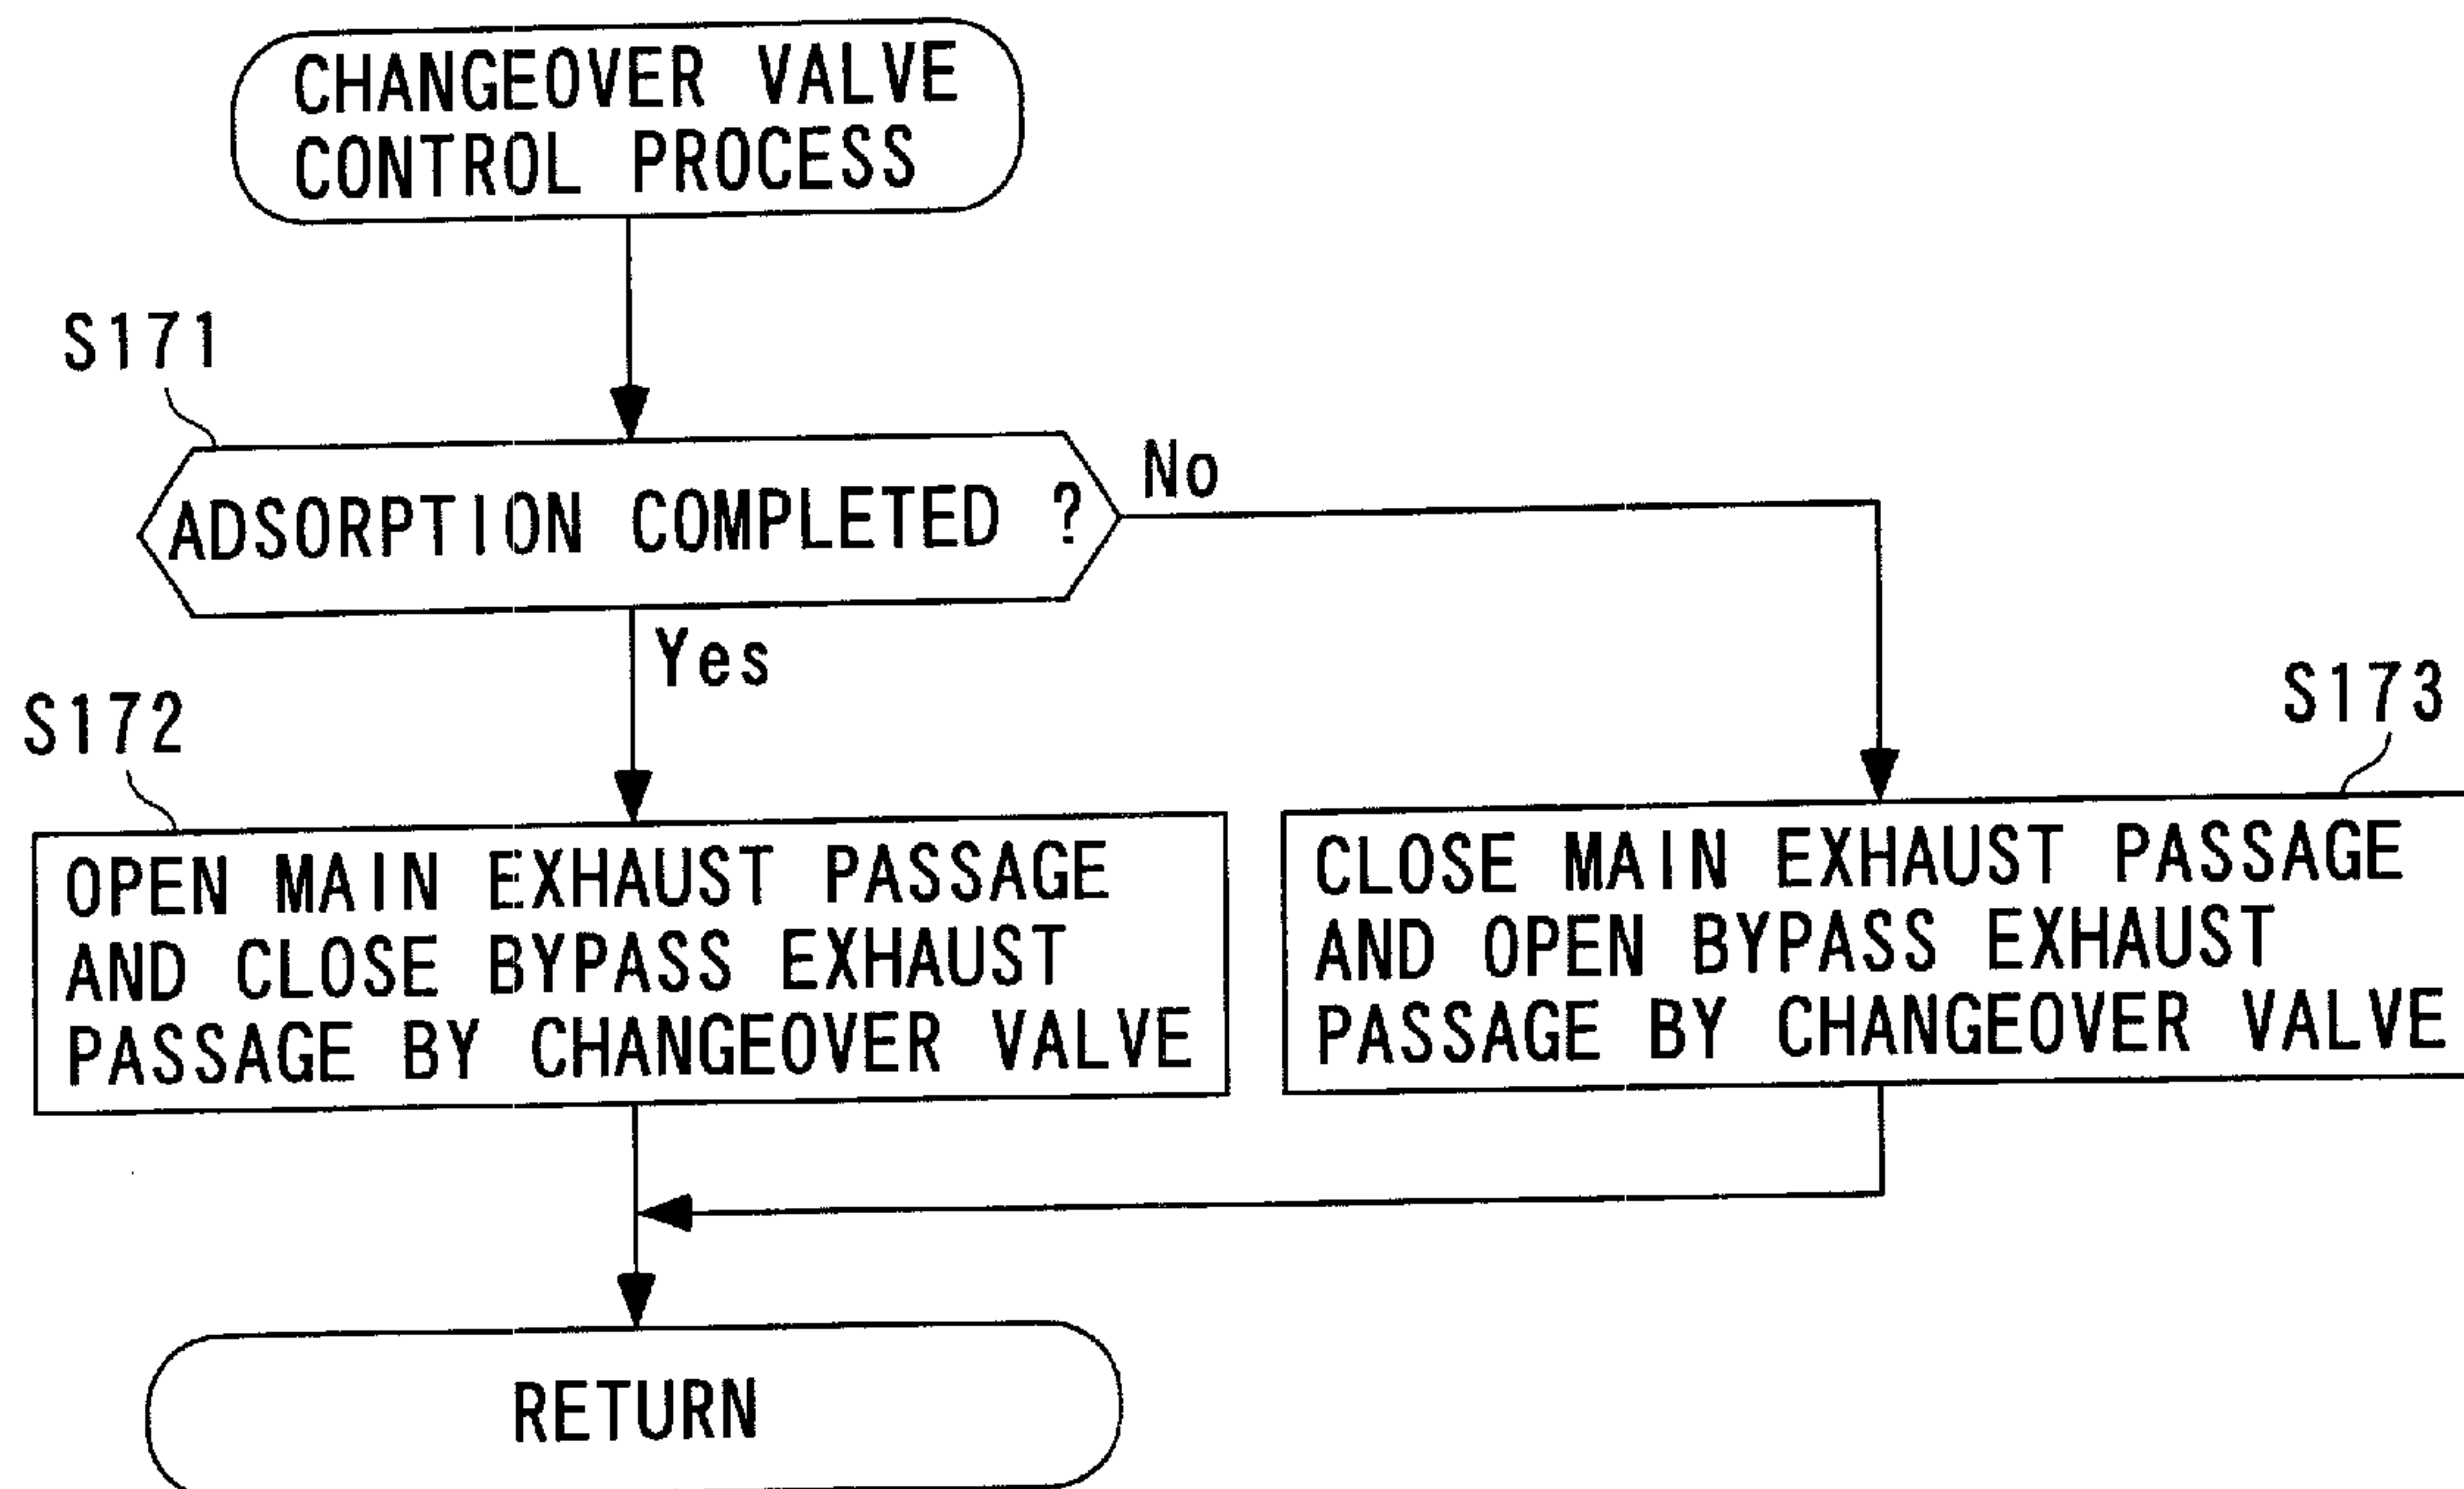 CHANGEOVER VALVE
CONTROL PROCESS
S171
ADSORPTION COMPLETED ?
No
Yes
S172
OPEN MAIN EXHAUST PASSAGE
AND CLOSE BYPASS EXHAUST
PASSAGE BY CHANGEOVER VALVE
S173
CLOSE MAIN EXHAUST PASSAGE
AND OPEN BYPASS EXHAUST
PASSAGE BY CHANGEOVER VALVE
RETURN